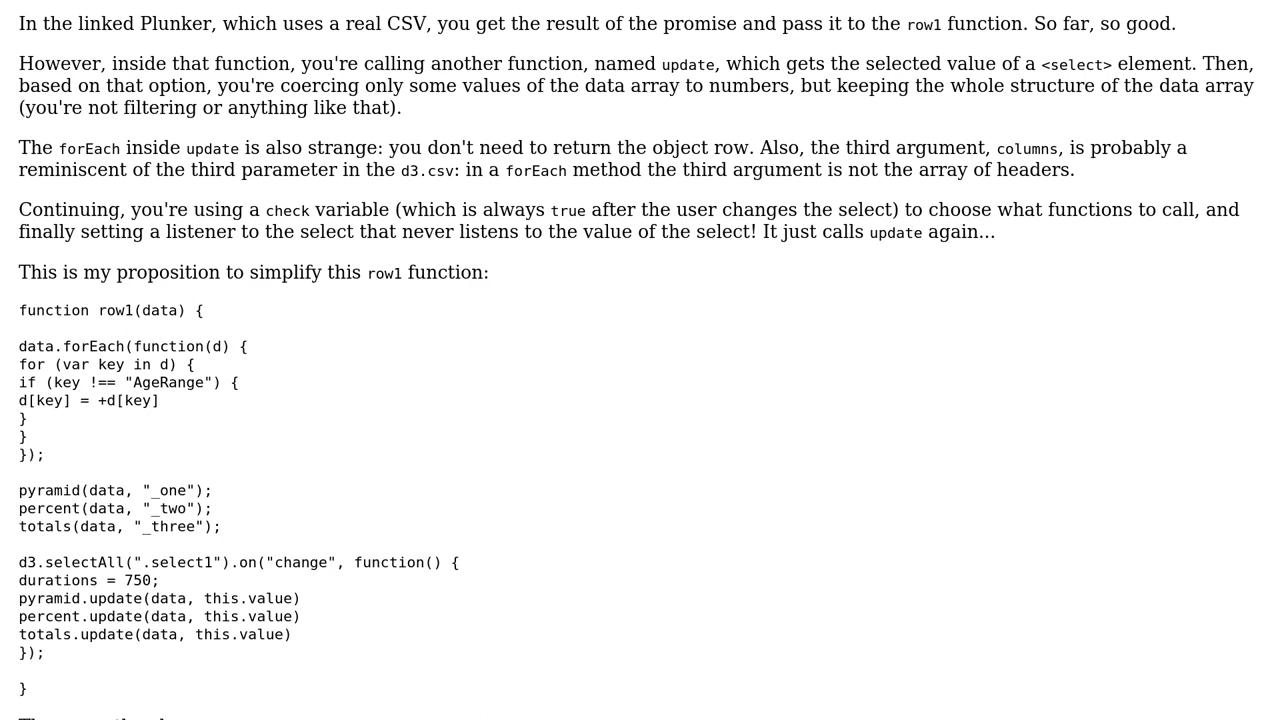 In the linked Plunker, which uses a real CSV, you get the result of the promise and pass it to the row1 function. So far, so good.
However, inside that function, you're calling another function, named update, which gets the selected value of a <select> element. Then,
based on that option, you're coercing only some values of the data array to numbers, but keeping the whole structure of the data array
(you're not filtering or anything like that).
The forEach inside update is also strange: you don't need to return the object row. Also, the third argument, columns, is probably a
reminiscent of the third parameter in the d3.csv: in a forEach method the third argument is not the array of headers.
Continuing, you're using a check variable (which is always true after the user changes the select) to choose what functions to call, and
finally setting a listener to the select that never listens to the value of the select! It just calls update again...
This is my proposition to simplify this row1 function:
function row1(data) {
data.forEach(function(d) {
for (var key in d) {
if (key !== "AgeRange") {
d[key] = +d[key]
}
}
});
pyramid(data, "_one");
percent(data, "_two");
totals(data, "_three");
d3.selectAll(".select1").on("change", function() {
durations = 750;
pyramid.update(data, this.value)
percent.update(data, this.value)
totals.update(data, this.value)
});
}